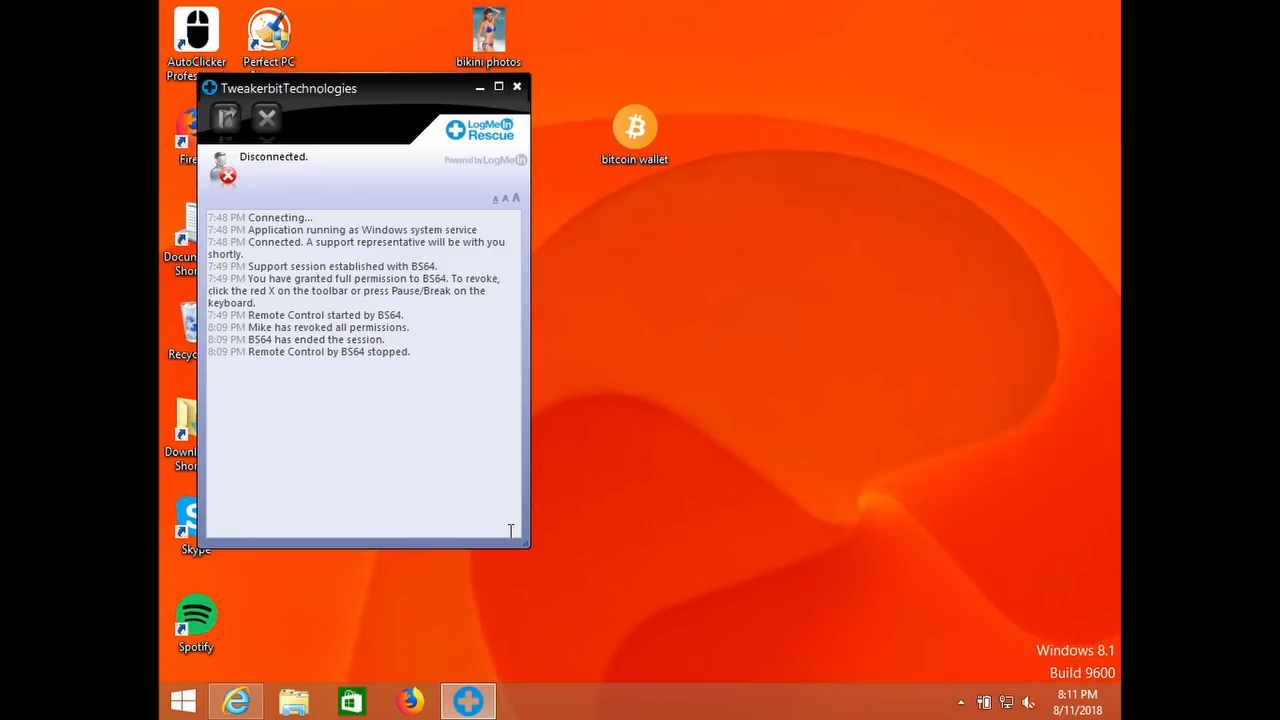 AutoClicker
Profess
Perfect PC
bikini photos
TweakerbitTechnologies
LogMeIn
Rescue
Disconnected.
Powered by LogMeIn
A A A
bitcoin wallet
7:48 PM Connecting...
7:48 PM Application running as Windows system service
7:48 PM Connected. A support representative will be with you
shortly.
7:49 PM Support session established with BS64.
7:49 PM You have granted full permission to BS64. To revoke,
click the red X on the toolbar or press Pause/Break on the
keyboard.
7:49 PM Remote Control started by BS64.
8:09 PM Mike has revoked all permissions.
8:09 PM BS64 has ended the session.
8:09 PM Remote Control by BS64 stopped.
Fire
Docum
Shor
Recyc
Downl
Shor
Skype
Spotify
Windows 8.1
Build 9600
8:11 PM
8/11/2018